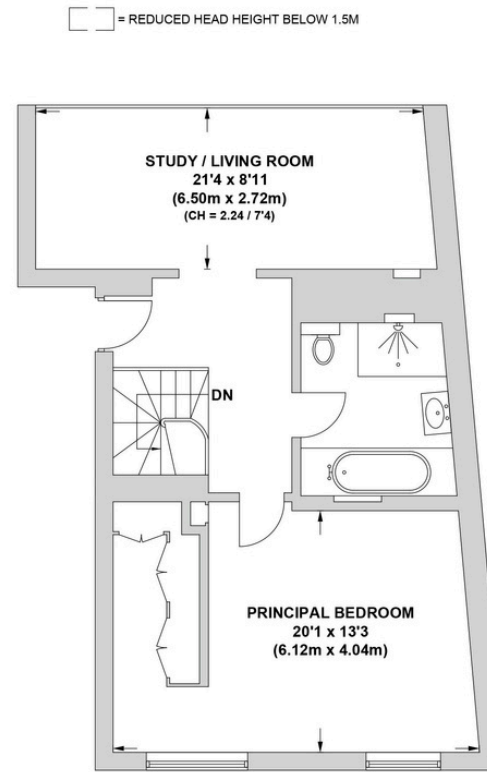 = REDUCED HEAD HEIGHT BELOW 1.5M
STUDY / LIVING ROOM
21'4 x 8'11
(6.50m x 2.72m)
(CH = 2.24 / 7'4)
DN
PRINCIPAL BEDROOM
20'1 x 13'3
(6.12m x 4.04m)